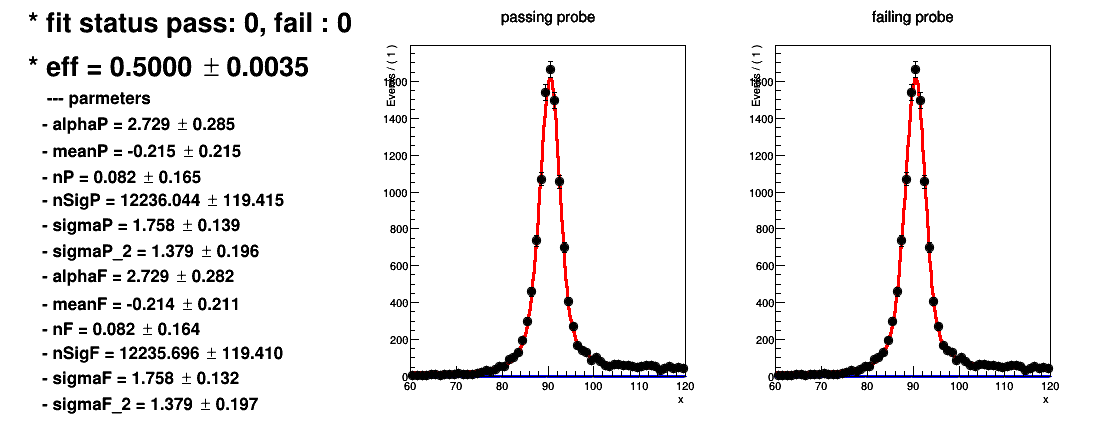 * fit status pass: 0, fail : 0
* eff = 0.5000 ± 0.0035
--- parmeters
- alphaP = 2.729 ± 0.285
- meanP = -0.215 ± 0.215
- nP = 0.082 ± 0.165
- nSigP = 12236.044 ± 119.415
- sigmaP = 1.758 ± 0.139
- sigmaP_2 = 1.379 ± 0.196
- alphaF = 2.729 ± 0.282
- meanF = -0.214 ± 0.211
- nF = 0.082 ± 0.164
- nSigF = 12235.696 ± 119.410
- sigmaF = 1.758 ± 0.132
- sigmaF_2 = 1.379 ± 0.197
passing probe
Events / ( 1 )
1600
1400
1200
1000
800
600
400
200
0
60 70 80 90 100 110 120
x
failing probe
Events / ( 1 )
1600
1400
1200
1000
800
600
400
200
0
60 70 80 90 100 110 120
x